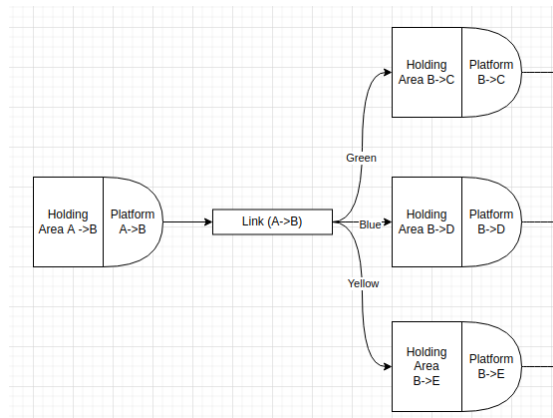 Holding
Area B->C
Platform
B->C
Green
Holding
Area A ->B
Platform
A->B
Link (A->B)
Blue
Holding
Area B->D
Platform
B->D
Yellow
Holding
Area
B->E
Platform
B->E